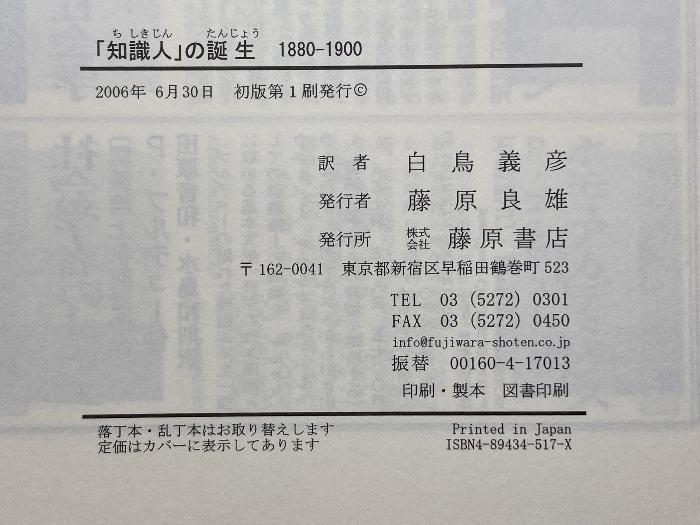 ち しきじん たんじょう
「知識人」の誕生 1880-1900
2006年 6月30日 初版第1刷発行©
訳者 白鳥義彦
発行者 藤原良雄
発行所 株式会社 藤原書店
〒162-0041 東京都新宿区早稲田鶴巻町523
TEL 03 (5272) 0301
FAX 03 (5272) 0450
info@fujiwara-shoten.co.jp
振替 00160-4-17013
印刷・製本 図書印刷
落丁本・乱丁本はお取り替えします
定価はカバーに表示してあります
Printed in Japan
ISBN4-89434-517-X